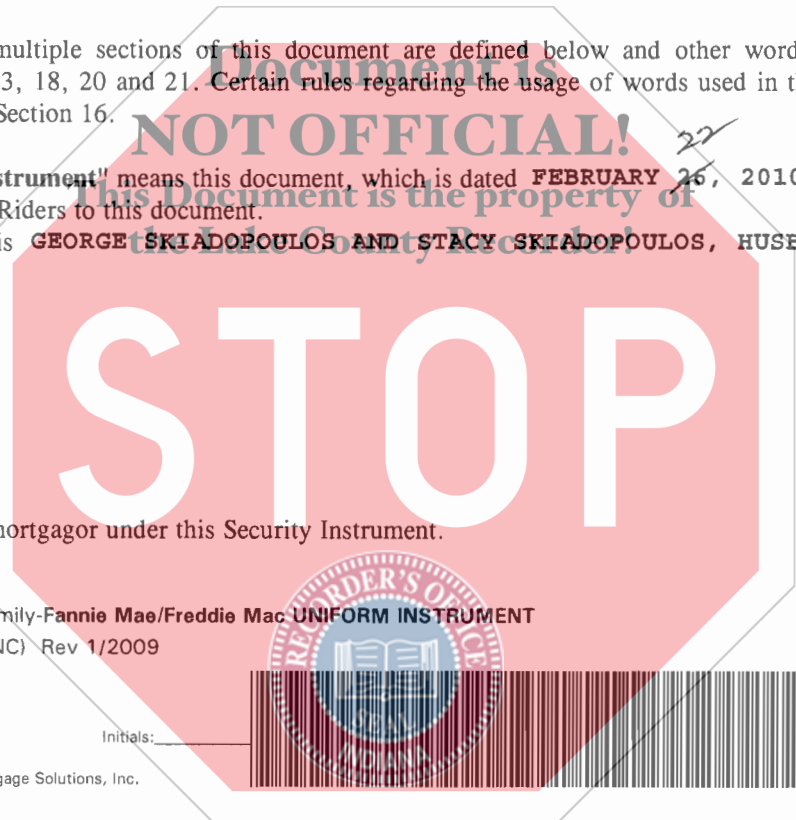 multiple sections of this document are defined below and other word
Document is
3, 18, 20 and 21. Certain rules regarding the usage of words used in t
Section 16.
NOT OFFICIAL!
22
strument" means this document, which is dated FEBRUARY 26, 2010
This Document is the property of
Riders to this document.
is GEORGE SKIADOPOULOS AND STACY SKIADOPOULOS, HUSB
the Lake County Recorder!
STOP
mortgagor under this Security Instrument.
mily-Fannie Mae/Freddie Mac UNIFORM INSTRUMENT
NC) Rev 1/2009
RECORDER'S OFFICE
SEAL
INDIANA
Initials:
gage Solutions, Inc.